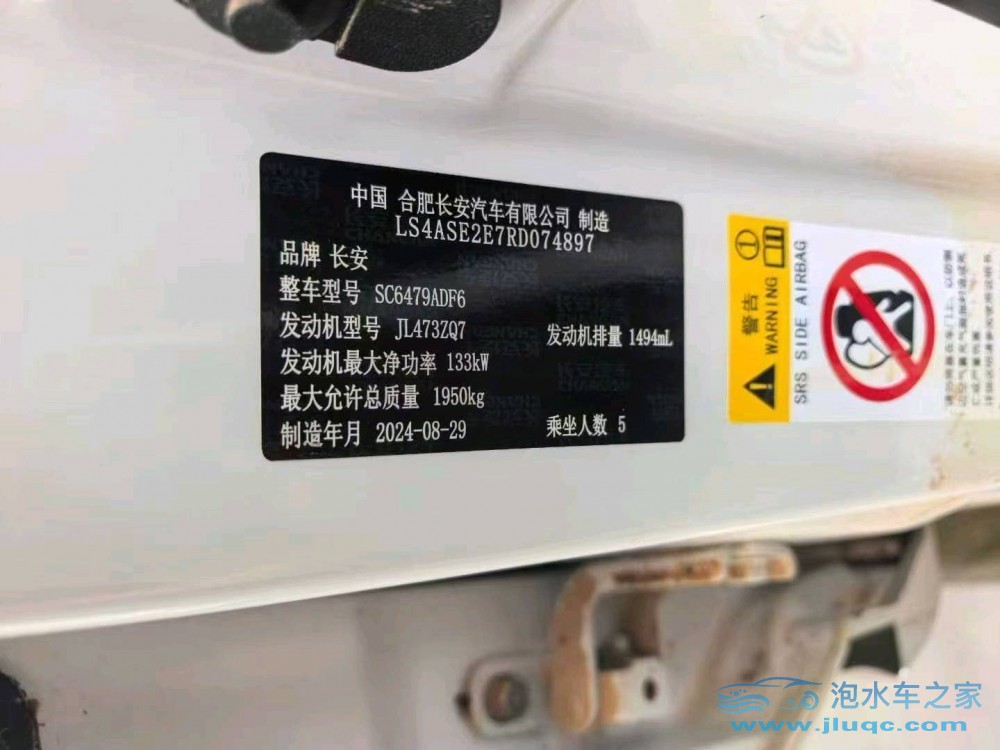 中国 合肥长安汽车有限公司 制造
LS4ASE2E7RD074897
品牌 长安
整车型号 SC6479ADF6
发动机型号 JL473ZQ7 发动机排量 1494mL
发动机最大净功率 133kW
最大允许总质量 1950kg
制造年月 2024-08-29 乘坐人数 5
警告
WARNING
SRS SIDE AIRBAG
泡水车之家
www.jluqc.com